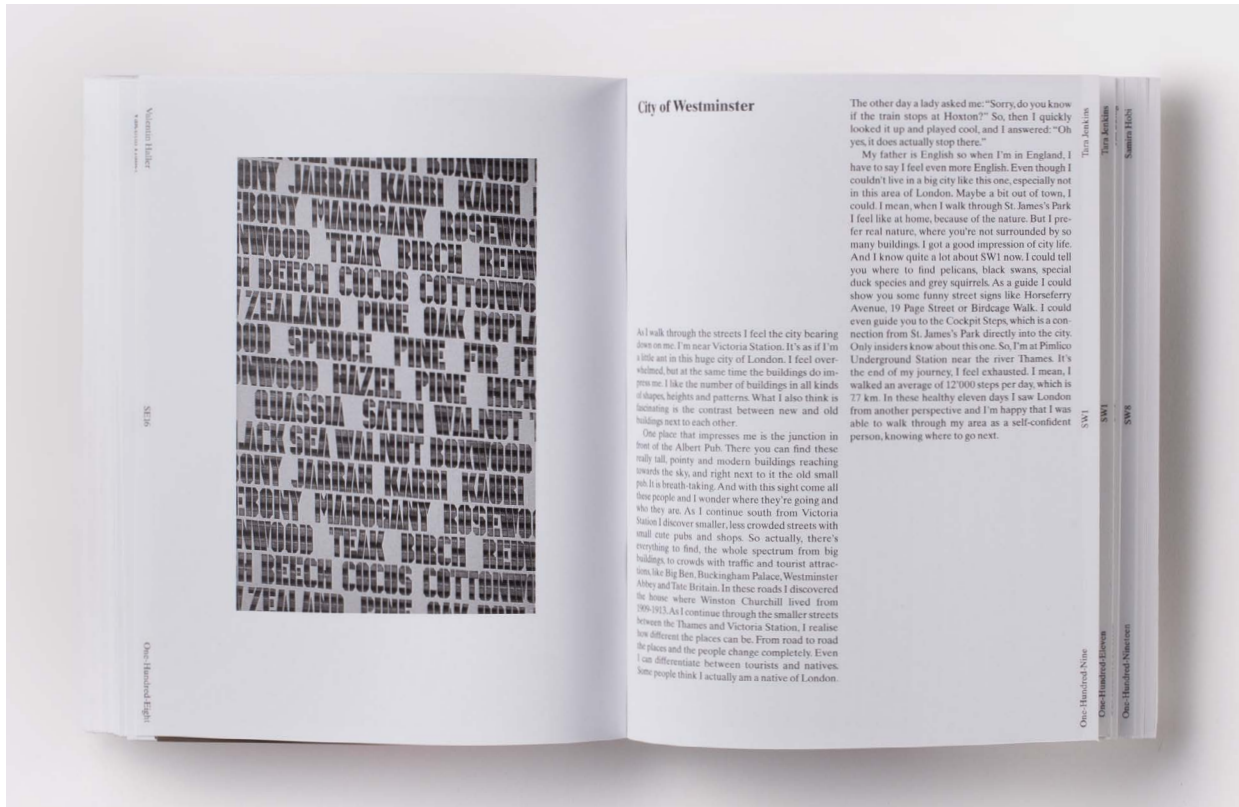 Valentin Haller
SE16
One-Hundred-Eight
WALNUT BOXWOOD
ONY JARRAH KARRI KAURI
EBONY MAHOGANY ROSEWO
NWOOD TEAK BIRCH REDW
H BEECH COCUS COTTONWO
ZEALAND PINE OAK POPLA
OD SPRUCE PINE FIR PI
ONWOOD HAZEL PINE HICK
QUASSIA SATIN WALNUT
LACK SEA WALNUT BOXWOOD
ONY JARRAH KARRI KAURI
EBONY MAHOGANY ROSEWO
NWOOD TEAK BIRCH REDW
H BEECH COCUS COTTONWO
ZEALAND PINE OAK POPL
City of Westminster
As I walk through the streets I feel the city bearing
down on me. I'm near Victoria Station. It's as if I'm
a little ant in this huge city of London. I feel over-
whelmed, but at the same time the buildings do im-
press me. I like the number of buildings in all kinds
of shapes, heights and patterns. What I also think is
fascinating is the contrast between new and old
buildings next to each other.
One place that impresses me is the junction in
front of the Albert Pub. There you can find these
really tall, pointy and modern buildings reaching
towards the sky, and right next to it the old small
pub. It is breath-taking. And with this sight come all
these people and I wonder where they're going and
who they are. As I continue south from Victoria
Station I discover smaller, less crowded streets with
small cute pubs and shops. So actually, there's
everything to find, the whole spectrum from big
buildings, to crowds with traffic and tourist attrac-
tions, like Big Ben, Buckingham Palace, Westminster
Abbey and Tate Britain. In these roads I discovered
the house where Winston Churchill lived from
1909-1913. As I continue through the smaller streets
between the Thames and Victoria Station, I realise
how different the places can be. From road to road
the places and the people change completely. Even
I can differentiate between tourists and natives.
Some people think I actually am a native of London.
The other day a lady asked me: "Sorry, do you know
if the train stops at Hoxton?" So, then I quickly
looked it up and played cool, and I answered: "Oh
yes, it does actually stop there."
My father is English so when I'm in England, I
have to say I feel even more English. Even though I
couldn't live in a big city like this one, especially not
in this area of London. Maybe a bit out of town, I
could. I mean, when I walk through St. James's Park
I feel like at home, because of the nature. But I pre-
fer real nature, where you're not surrounded by so
many buildings. I got a good impression of city life.
And I know quite a lot about SW1 now. I could tell
you where to find pelicans, black swans, special
duck species and grey squirrels. As a guide I could
show you some funny street signs like Horseferry
Avenue, 19 Page Street or Birdcage Walk. I could
even guide you to the Cockpit Steps, which is a con-
nection from St. James's Park directly into the city.
Only insiders know about this one. So, I'm at Pimlico
Underground Station near the river Thames. It's
the end of my journey, I feel exhausted. I mean, I
walked an average of 12'000 steps per day, which is
77 km. In these healthy eleven days I saw London
from another perspective and I'm happy that I was
able to walk through my area as a self-confident
person, knowing where to go next.
Tara Jenkins
SW1
One-Hundred-Nine
Tara Jenkins
SW1
One-Hundred-Eleven
Samira Hobi
SW8
One-Hundred-Nineteen